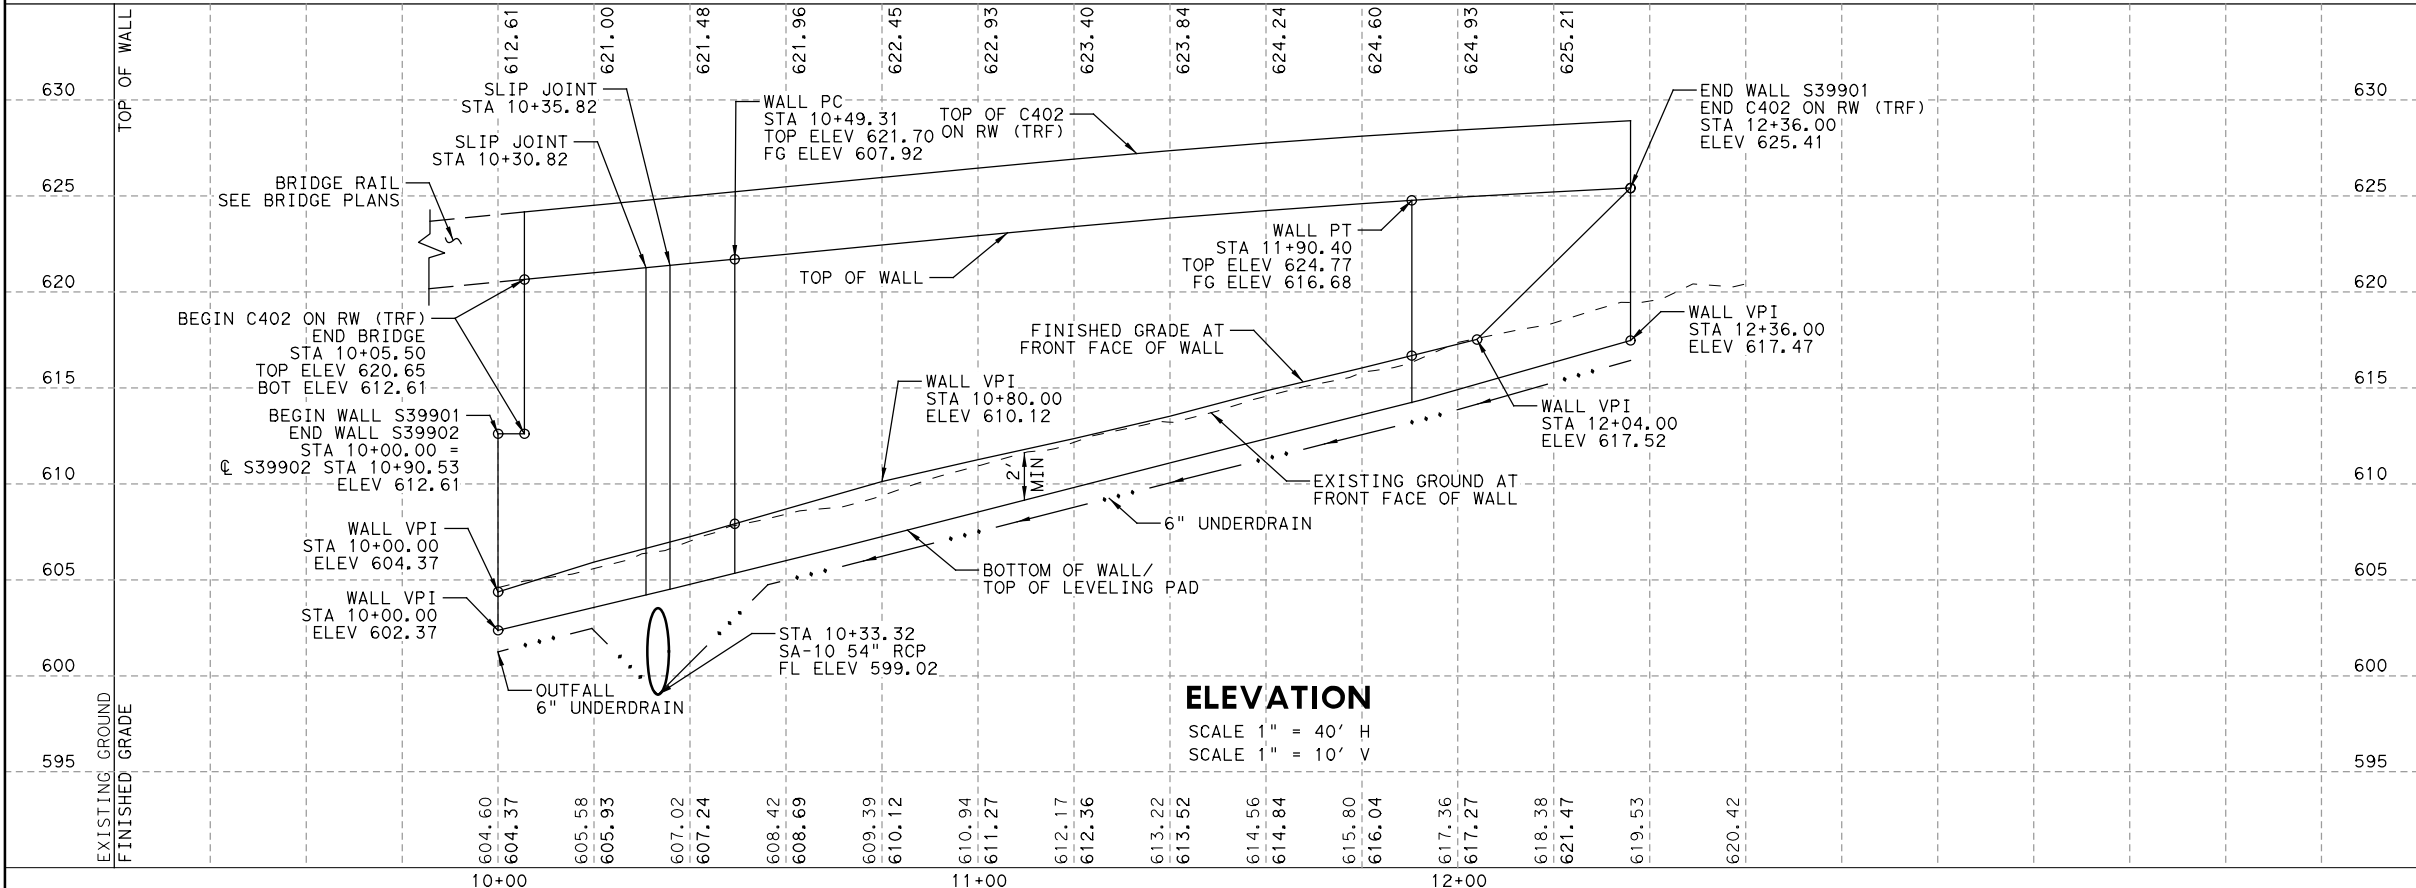 TOP OF WALL
612.61
621.00
621.48
621.96
622.45
622.93
623.40
623.84
624.24
624.60
624.93
625.21
630
625
620
615
610
605
600
595
630
625
620
615
610
605
600
595
SLIP JOINT
STA 10+35.82
SLIP JOINT
STA 10+30.82
WALL PC
STA 10+49.31
TOP ELEV 621.70
FG ELEV 607.92
TOP OF C402
ON RW (TRF)
END WALL S39901
END C402 ON RW (TRF)
STA 12+36.00
ELEV 625.41
BRIDGE RAIL
SEE BRIDGE PLANS
TOP OF WALL
WALL PT
STA 11+90.40
TOP ELEV 624.77
FG ELEV 616.68
BEGIN C402 ON RW (TRF)
END BRIDGE
STA 10+05.50
TOP ELEV 620.65
BOT ELEV 612.61
FINISHED GRADE AT
FRONT FACE OF WALL
WALL VPI
STA 12+36.00
ELEV 617.47
BEGIN WALL S39901
END WALL S39902
STA 10+00.00 =
℄ S39902 STA 10+90.53
ELEV 612.61
WALL VPI
STA 10+80.00
ELEV 610.12
WALL VPI
STA 12+04.00
ELEV 617.52
2'
MIN
EXISTING GROUND AT
FRONT FACE OF WALL
6" UNDERDRAIN
WALL VPI
STA 10+00.00
ELEV 604.37
WALL VPI
STA 10+00.00
ELEV 602.37
BOTTOM OF WALL/
TOP OF LEVELING PAD
STA 10+33.32
SA-10 54" RCP
FL ELEV 599.02
OUTFALL
6" UNDERDRAIN
ELEVATION
SCALE 1" = 40' H
SCALE 1" = 10' V
EXISTING GROUND
FINISHED GRADE
604.60
604.37
605.58
605.93
607.02
607.24
608.42
608.69
609.39
610.12
610.94
611.27
612.17
612.36
613.22
613.52
614.56
614.84
615.80
616.04
617.36
617.27
618.38
621.47
619.53
620.42
10+00
11+00
12+00